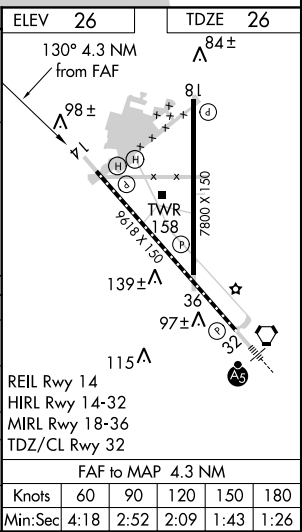 ELEV 26
TDZE 26
130° 4.3 NM
from FAF
84±
98±
18
P
14
H H
P
TWR
158
9618 X 150
7800 X 150
P
139±
36
97±
P
32
115
A5
REIL Rwy 14
HIRL Rwy 14-32
MIRL Rwy 18-36
TDZ/CL Rwy 32
FAF to MAP 4.3 NM
Knots 60 90 120 150 180
Min:Sec 4:18 2:52 2:09 1:43 1:26